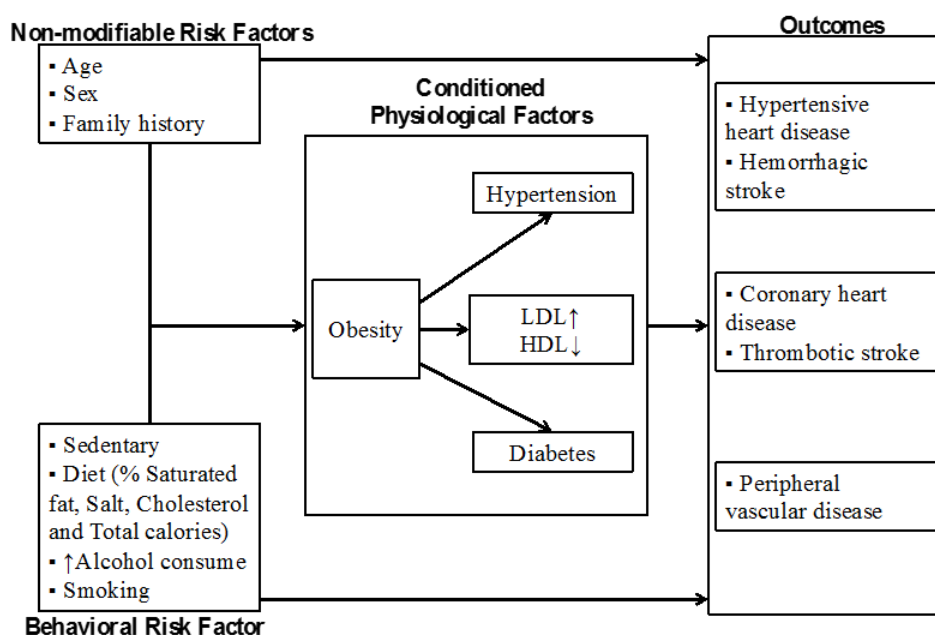 Non-modifiable Risk Factors
▪ Age
▪ Sex
▪ Family history
Conditioned
Physiological Factors
Hypertension
Obesity
LDL↑
HDL↓
Diabetes
▪ Sedentary
▪ Diet (% Saturated
fat, Salt, Cholesterol
and Total calories)
▪ ↑Alcohol consume
▪ Smoking
Behavioral Risk Factor
Outcomes
▪ Hypertensive
heart disease
▪ Hemorrhagic
stroke
▪ Coronary heart
disease
▪ Thrombotic stroke
▪ Peripheral
vascular disease